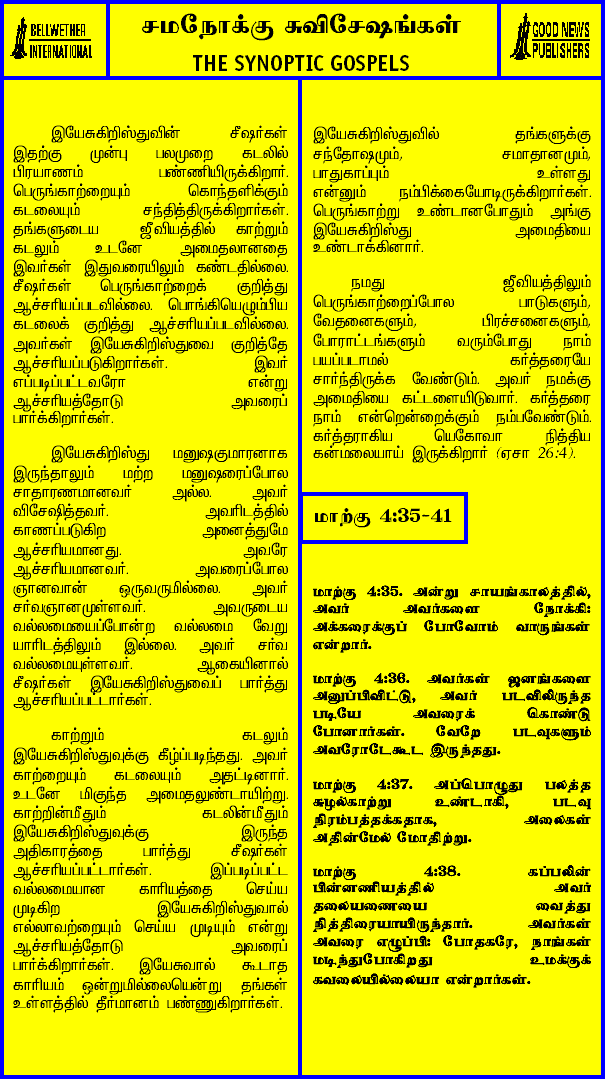 BELLWETHER
INTERNATIONAL
சமநோக்கு சுவிசேஷங்கள்
THE SYNOPTIC GOSPELS
GOOD NEWS
PUBLISHERS
இயேசுகிறிஸ்துவின் சீஷர்கள்
இதற்கு முன்பு பலமுறை கடலில்
பிரயாணம் பண்ணியிருக்கிறார்.
பெருங்காற்றையும் கொந்தளிக்கும்
கடலையும் சந்தித்திருக்கிறார்கள்.
தங்களுடைய ஜீவியத்தில் காற்றும்
கடலும் உடனே அமைதலானதை
இவர்கள் இதுவரையிலும் கண்டதில்லை.
சீஷர்கள் பெருங்காற்றைக் குறித்து
ஆச்சரியப்படவில்லை. பொங்கியெழும்பிய
கடலைக் குறித்து ஆச்சரியப்படவில்லை.
அவர்கள் இயேசுகிறிஸ்துவை குறித்தே
ஆச்சரியப்படுகிறார்கள். இவர்
எப்படிப்பட்டவரோ என்று
ஆச்சரியத்தோடு அவரைப்
பார்க்கிறார்கள்.
இயேசுகிறிஸ்து மனுஷகுமாரனாக
இருந்தாலும் மற்ற மனுஷரைப்போல
சாதாரணமானவர் அல்ல. அவர்
விசேஷித்தவர். அவரிடத்தில்
காணப்படுகிற அனைத்துமே
ஆச்சரியமானது. அவரே
ஆச்சரியமானவர். அவரைப்போல
ஞானவான் ஒருவருமில்லை. அவர்
சர்வஞானமுள்ளவர். அவருடைய
வல்லமையைப்போன்ற வல்லமை வேறு
யாரிடத்திலும் இல்லை. அவர் சர்வ
வல்லமையுள்ளவர். ஆகையினால்
சீஷர்கள் இயேசுகிறிஸ்துவைப் பார்த்து
ஆச்சரியப்பட்டார்கள்.
காற்றும் கடலும்
இயேசுகிறிஸ்துவுக்கு கீழ்ப்படிந்தது. அவர்
காற்றையும் கடலையும் அதட்டினார்.
உடனே மிகுந்த அமைதலுண்டாயிற்று.
காற்றின்மீதும் கடலின்மீதும்
இயேசுகிறிஸ்துவுக்கு இருந்த
அதிகாரத்தை பார்த்து சீஷர்கள்
ஆச்சரியப்பட்டார்கள். இப்படிப்பட்ட
வல்லமையான காரியத்தை செய்ய
முடிகிற இயேசுகிறிஸ்துவால்
எல்லாவற்றையும் செய்ய முடியும் என்று
ஆச்சரியத்தோடு அவரைப்
பார்க்கிறார்கள். இயேசுவால் கூடாத
காரியம் ஒன்றுமில்லையென்று தங்கள்
உள்ளத்தில் தீர்மானம் பண்ணுகிறார்கள்.
இயேசுகிறிஸ்துவில் தங்களுக்கு
சந்தோஷமும், சமாதானமும்,
பாதுகாப்பும் உள்ளது
என்னும் நம்பிக்கையோடிருக்கிறார்கள்.
பெருங்காற்று உண்டானபோதும் அங்கு
இயேசுகிறிஸ்து அமைதியை
உண்டாக்கினார்.
நமது ஜீவியத்திலும்
பெருங்காற்றைப்போல பாடுகளும்,
வேதனைகளும், பிரச்சனைகளும்,
போராட்டங்களும் வரும்போது நாம்
பயப்படாமல் கர்த்தரையே
சார்ந்திருக்க வேண்டும். அவர் நமக்கு
அமைதியை கட்டளையிடுவார். கர்த்தரை
நாம் என்றென்றைக்கும் நம்பவேண்டும்.
கர்த்தராகிய யெகோவா நித்திய
கன்மலையாய் இருக்கிறார் (ஏசா 26:4).
மாற்கு 4:35-41
மாற்கு 4:35. அன்று சாயங்காலத்தில்,
அவர் அவர்களை நோக்கி:
அக்கரைக்குப் போவோம் வாருங்கள்
என்றார்.
மாற்கு 4:36. அவர்கள் ஜனங்களை
அனுப்பிவிட்டு, அவர் படவிலிருந்த
படியே அவரைக் கொண்டு
போனார்கள். வேறே படவுகளும்
அவரோடேகூட இருந்தது.
மாற்கு 4:37. அப்பொழுது பலத்த
சுழல்காற்று உண்டாகி, படவு
நிரம்பத்தக்கதாக, அலைகள்
அதின்மேல் மோதிற்று.
மாற்கு 4:38. கப்பலின்
பின்னணியத்தில் அவர்
தலையணையை வைத்து
நித்திரையாயிருந்தார். அவர்கள்
அவரை எழுப்பி: போதகரே, நாங்கள்
மடிந்துபோகிறது உமக்குக்
கவலையில்லையா என்றார்கள்.